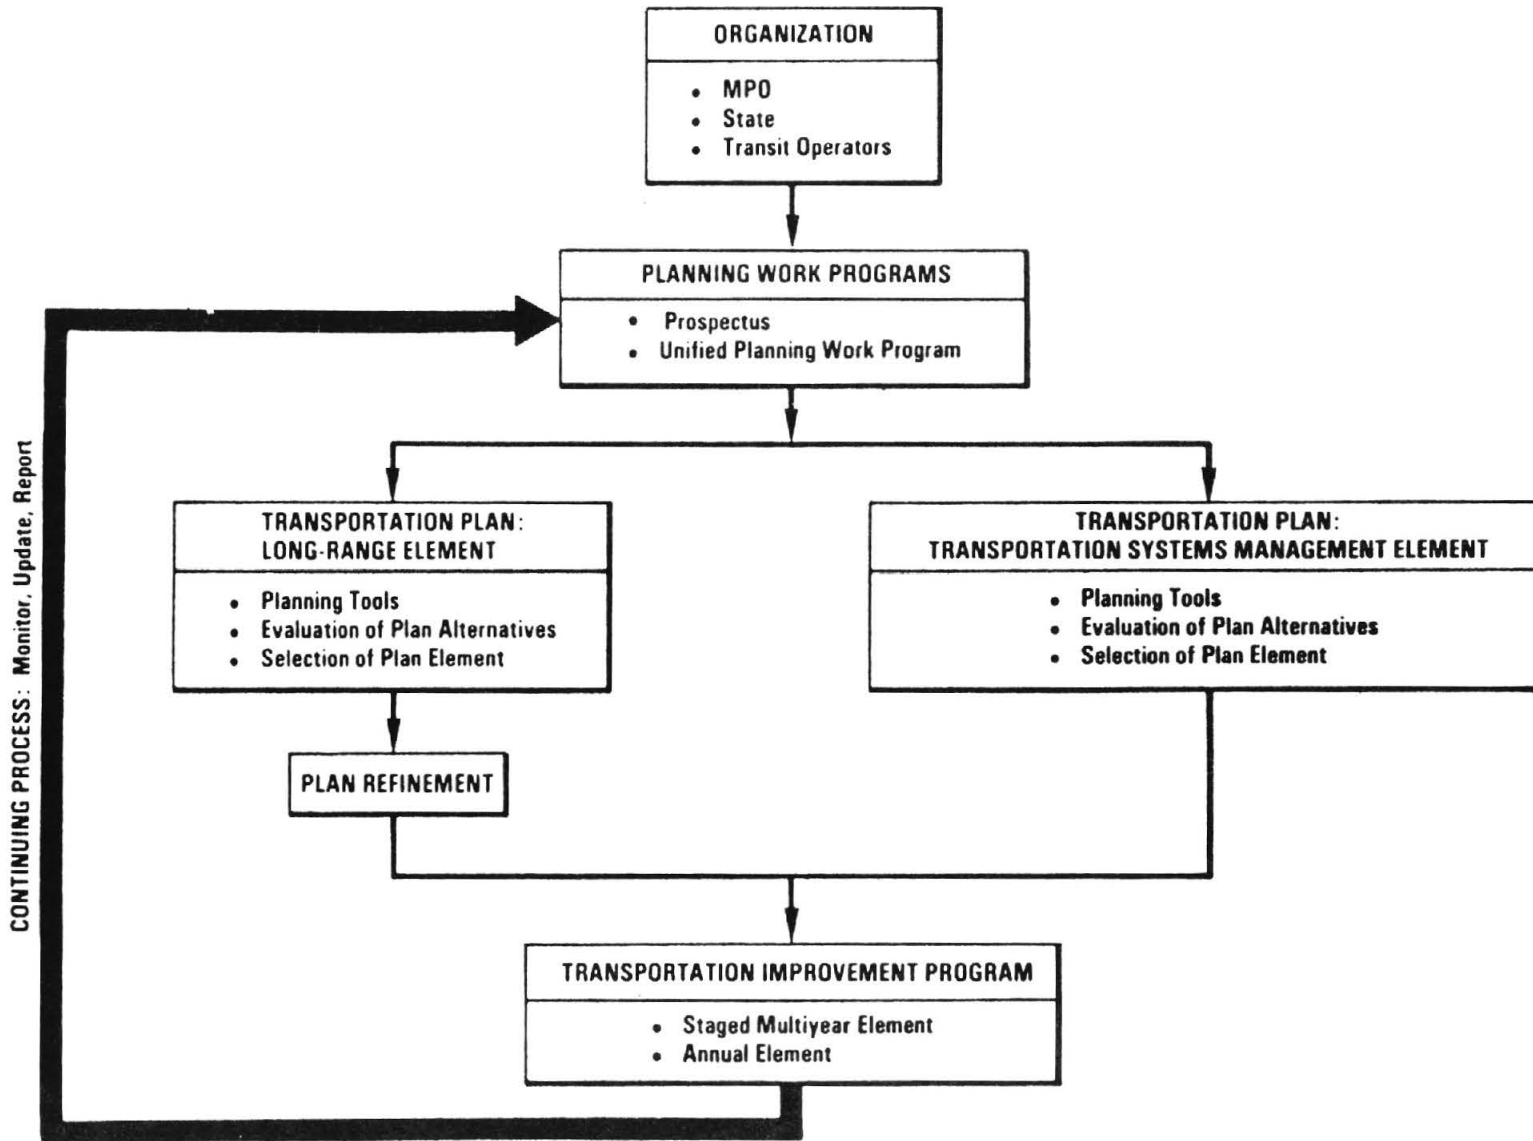 ORGANIZATION
• MPO
• State
• Transit Operators
PLANNING WORK PROGRAMS
• Prospectus
• Unified Planning Work Program
CONTINUING PROCESS: Monitor, Update, Report
TRANSPORTATION PLAN:
LONG-RANGE ELEMENT
• Planning Tools
• Evaluation of Plan Alternatives
• Selection of Plan Element
TRANSPORTATION PLAN:
TRANSPORTATION SYSTEMS MANAGEMENT ELEMENT
• Planning Tools
• Evaluation of Plan Alternatives
• Selection of Plan Element
PLAN REFINEMENT
TRANSPORTATION IMPROVEMENT PROGRAM
• Staged Multiyear Element
• Annual Element